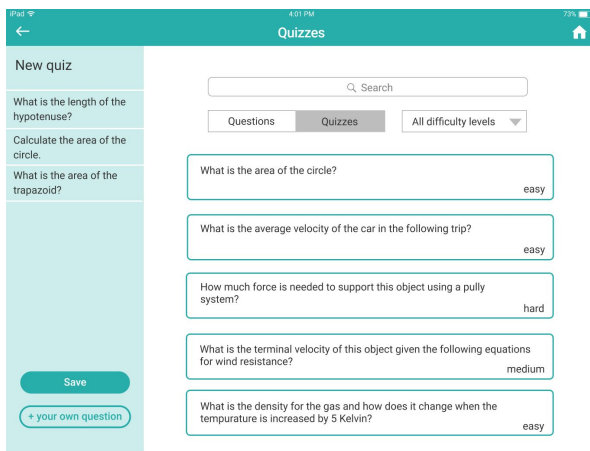 iPad 4:01 PM 73%
Quizzes
New quiz
What is the length of the
hypotenuse?
Calculate the area of the
circle.
What is the area of the
trapazoid?
Save
+ your own question
Search
Questions Quizzes All difficulty levels
What is the area of the circle?
easy
What is the average velocity of the car in the following trip?
easy
How much force is needed to support this object using a pully
system?
hard
What is the terminal velocity of this object given the following equations
for wind resistance?
medium
What is the density for the gas and how does it change when the
tempurature is increased by 5 Kelvin?
easy